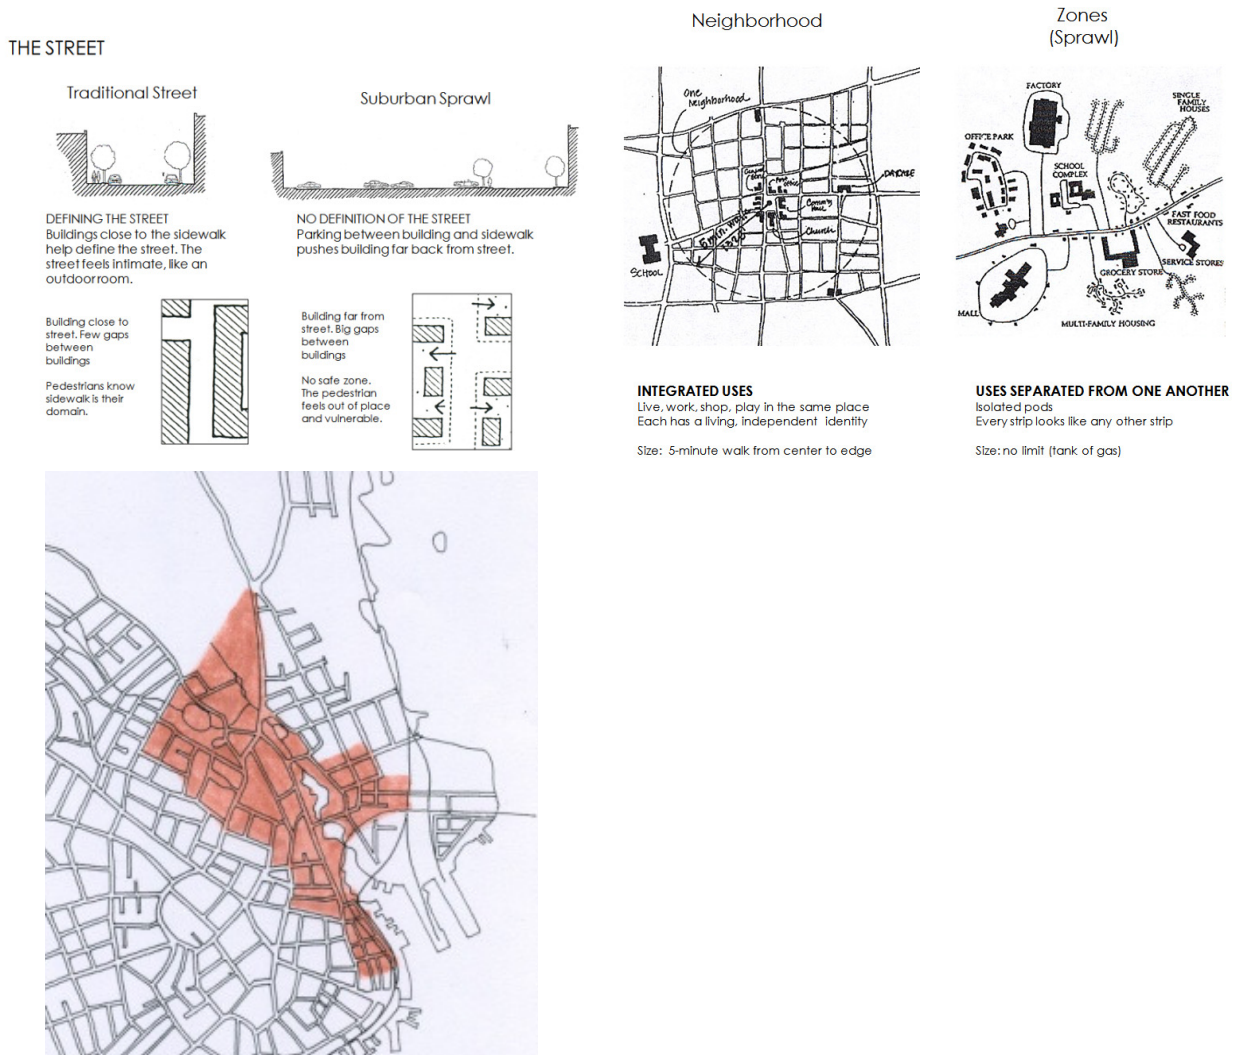 THE STREET
Traditional Street
Suburban Sprawl
DEFINING THE STREET
Buildings close to the sidewalk
help define the street. The
street feels intimate, like an
outdoor room.
NO DEFINITION OF THE STREET
Parking between building and sidewalk
pushes building far back from street.
Building close to
street. Few gaps
between
buildings
Pedestrians know
sidewalk is their
domain.
Building far from
street. Big gaps
between
buildings
No safe zone.
The pedestrian
feels out of place
and vulnerable.
Neighborhood
One
Neighborhood
Post
office
DAYCARE
Church
5 min. walk
SCHOOL
INTEGRATED USES
Live, work, shop, play in the same place
Each has a living, independent identity
Size: 5-minute walk from center to edge
Zones
(Sprawl)
FACTORY
SINGLE
FAMILY
HOUSES
OFFICE PARK
SCHOOL
COMPLEX
FAST FOOD
RESTAURANTS
SERVICE STORES
GROCERY STORE
MALL
MULTI-FAMILY HOUSING
USES SEPARATED FROM ONE ANOTHER
Isolated pods
Every strip looks like any other strip
Size: no limit (tank of gas)